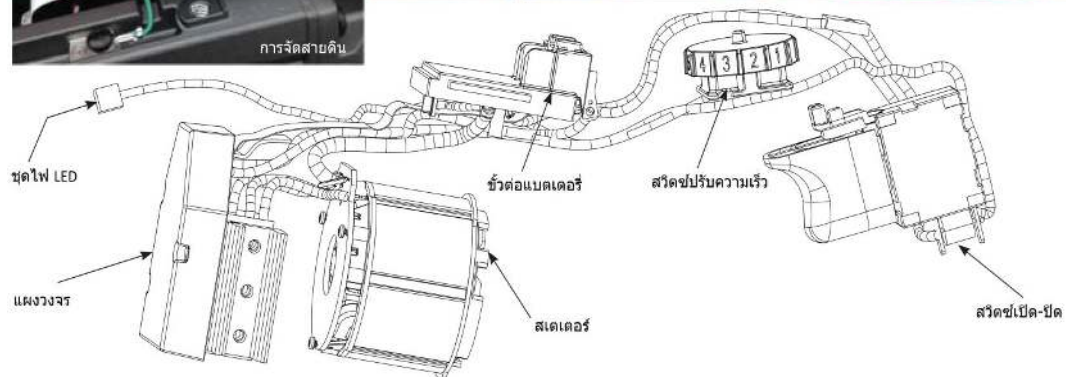 การจัดสายดิน
4 3 2 1
ชุดไฟ LED
ขั้วต่อแบตเตอรี่
สวิตช์ปรับความเร็ว
แผงวงจร
สเตเตอร์
สวิตช์เปิด-ปิด